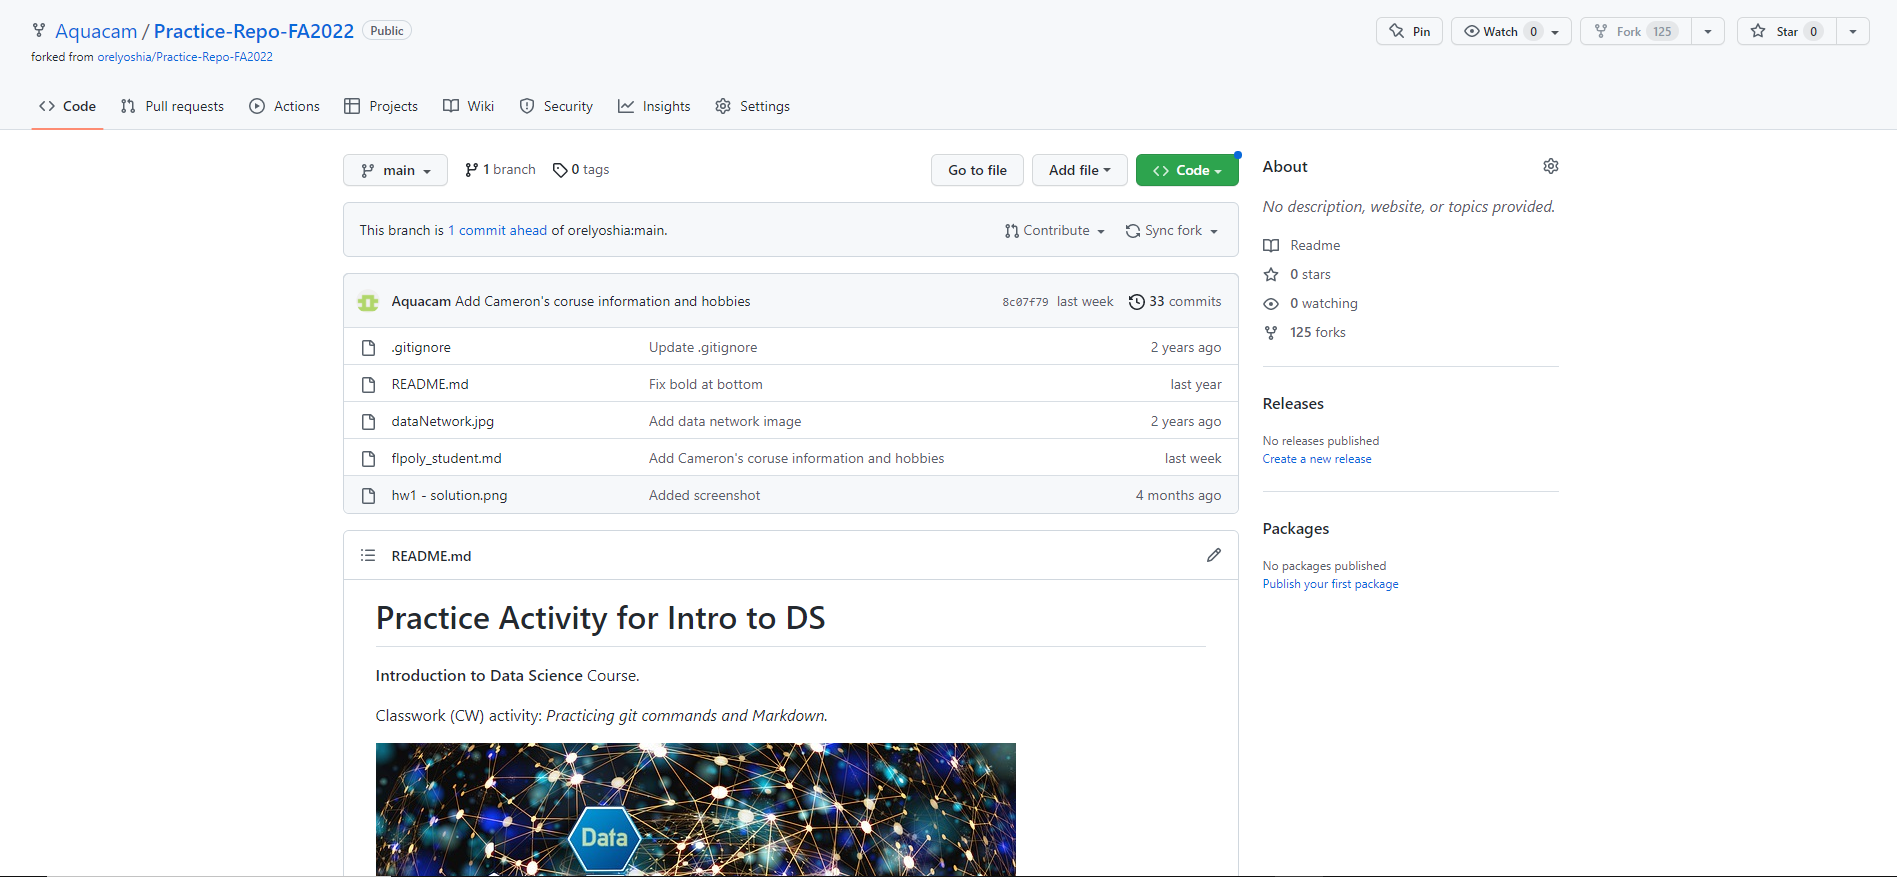 Aquacam / Practice-Repo-FA2022 Public
Pin Watch 0 Fork 125 Star 0
forked from orelyoshia/Practice-Repo-FA2022
Code Pull requests Actions Projects Wiki Security Insights Settings
main 1 branch 0 tags Go to file Add file Code
This branch is 1 commit ahead of orelyoshia:main. Contribute Sync fork
Aquacam Add Cameron's coruse information and hobbies 8c07f79 last week 33 commits
.gitignore Update .gitignore 2 years ago
README.md Fix bold at bottom last year
dataNetwork.jpg Add data network image 2 years ago
flpoly_student.md Add Cameron's coruse information and hobbies last week
hw1 - solution.png Added screenshot 4 months ago
README.md
Practice Activity for Intro to DS
Introduction to Data Science Course.
Classwork (CW) activity: Practicing git commands and Markdown.
Data
About
No description, website, or topics provided.
Readme
0 stars
0 watching
125 forks
Releases
No releases published
Create a new release
Packages
No packages published
Publish your first package